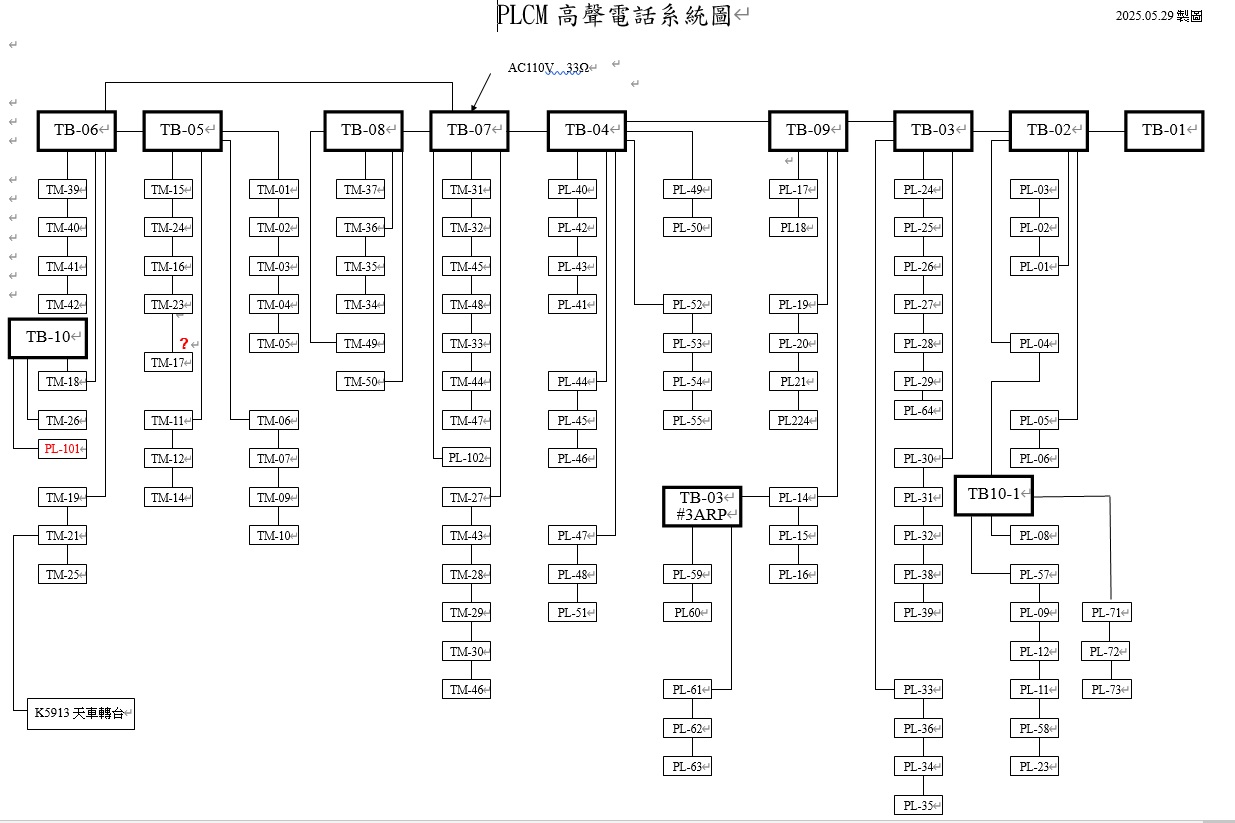 PLCM 高聲電話系統圖
2025.05.29 製圖
AC110V 33Ω
TB-06
TB-05
TB-08
TB-07
TB-04
TB-09
TB-03
TB-02
TB-01
TM-39
TM-40
TM-41
TM-42
TB-10
TM-18
TM-26
PL-101
TM-19
TM-21
TM-25
K5913 天車轉台
TM-15
TM-24
TM-16
TM-23
?
TM-17
TM-11
TM-12
TM-14
TM-01
TM-02
TM-03
TM-04
TM-05
TM-06
TM-07
TM-09
TM-10
TM-37
TM-36
TM-35
TM-34
TM-49
TM-50
TM-31
TM-32
TM-45
TM-48
TM-33
TM-44
TM-47
PL-102
TM-27
TM-43
TM-28
TM-29
TM-30
TM-46
PL-40
PL-42
PL-43
PL-41
PL-44
PL-45
PL-46
PL-47
PL-48
PL-51
PL-49
PL-50
PL-52
PL-53
PL-54
PL-55
TB-03
#3ARP
PL-59
PL60
PL-61
PL-62
PL-63
PL-17
PL18
PL-19
PL-20
PL21
PL224
PL-14
PL-15
PL-16
PL-24
PL-25
PL-26
PL-27
PL-28
PL-29
PL-64
PL-30
PL-31
PL-32
PL-38
PL-39
PL-33
PL-36
PL-34
PL-35
PL-03
PL-02
PL-01
PL-04
PL-05
PL-06
TB10-1
PL-08
PL-57
PL-09
PL-12
PL-11
PL-58
PL-23
PL-71
PL-72
PL-73